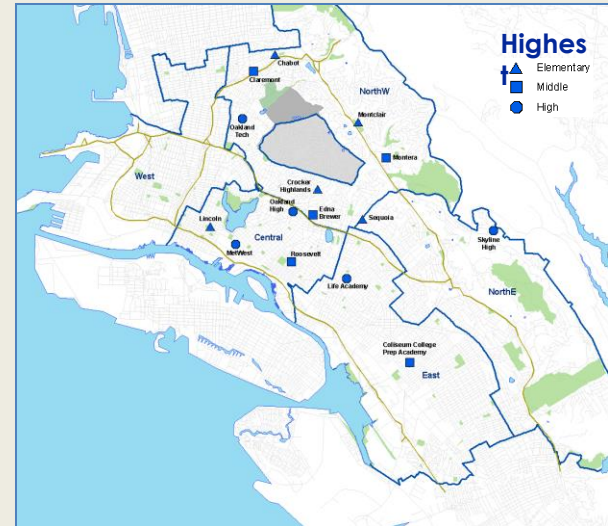 Highes
t
Elementary
Middle
High
Chabot
Claremont
NorthW
Montclair
Oakland
Tech
Montera
West
Crocker
Highlands
Oakland
High
Edna
Brewer
Lincoln
Sequoia
Central
MetWest
Skyline
High
Roosevelt
Life Academy
NorthE
Coliseum College
Prep Academy
East